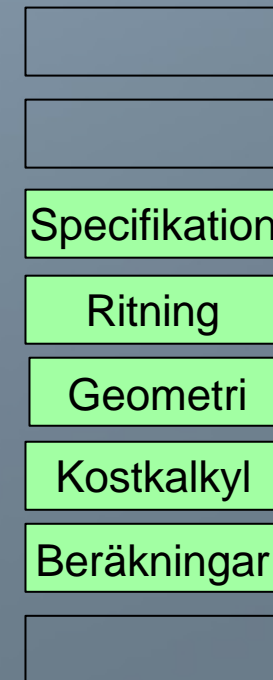 Specifikation
Ritning
Geometri
Kostkalkyl
Beräkningar